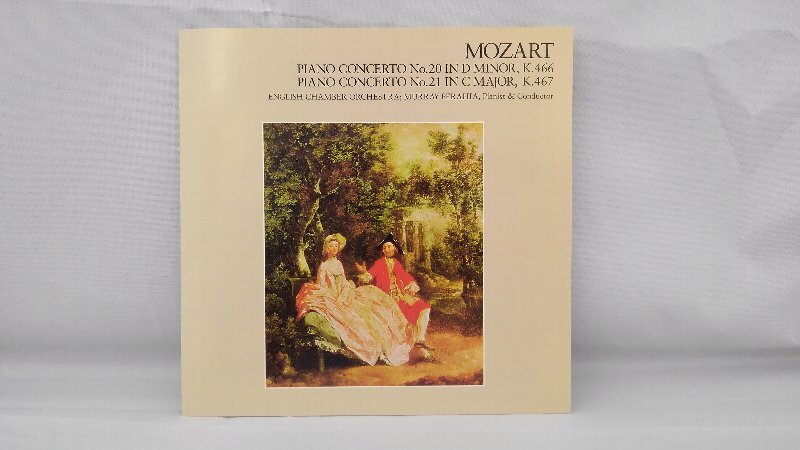 MOZART
PIANO CONCERTO No.20 IN D MINOR, K.466
PIANO CONCERTO No.21 IN C MAJOR, K.467
ENGLISH CHAMBER ORCHESTRA: MURRAY PERAHIA, Pianist & Conductor